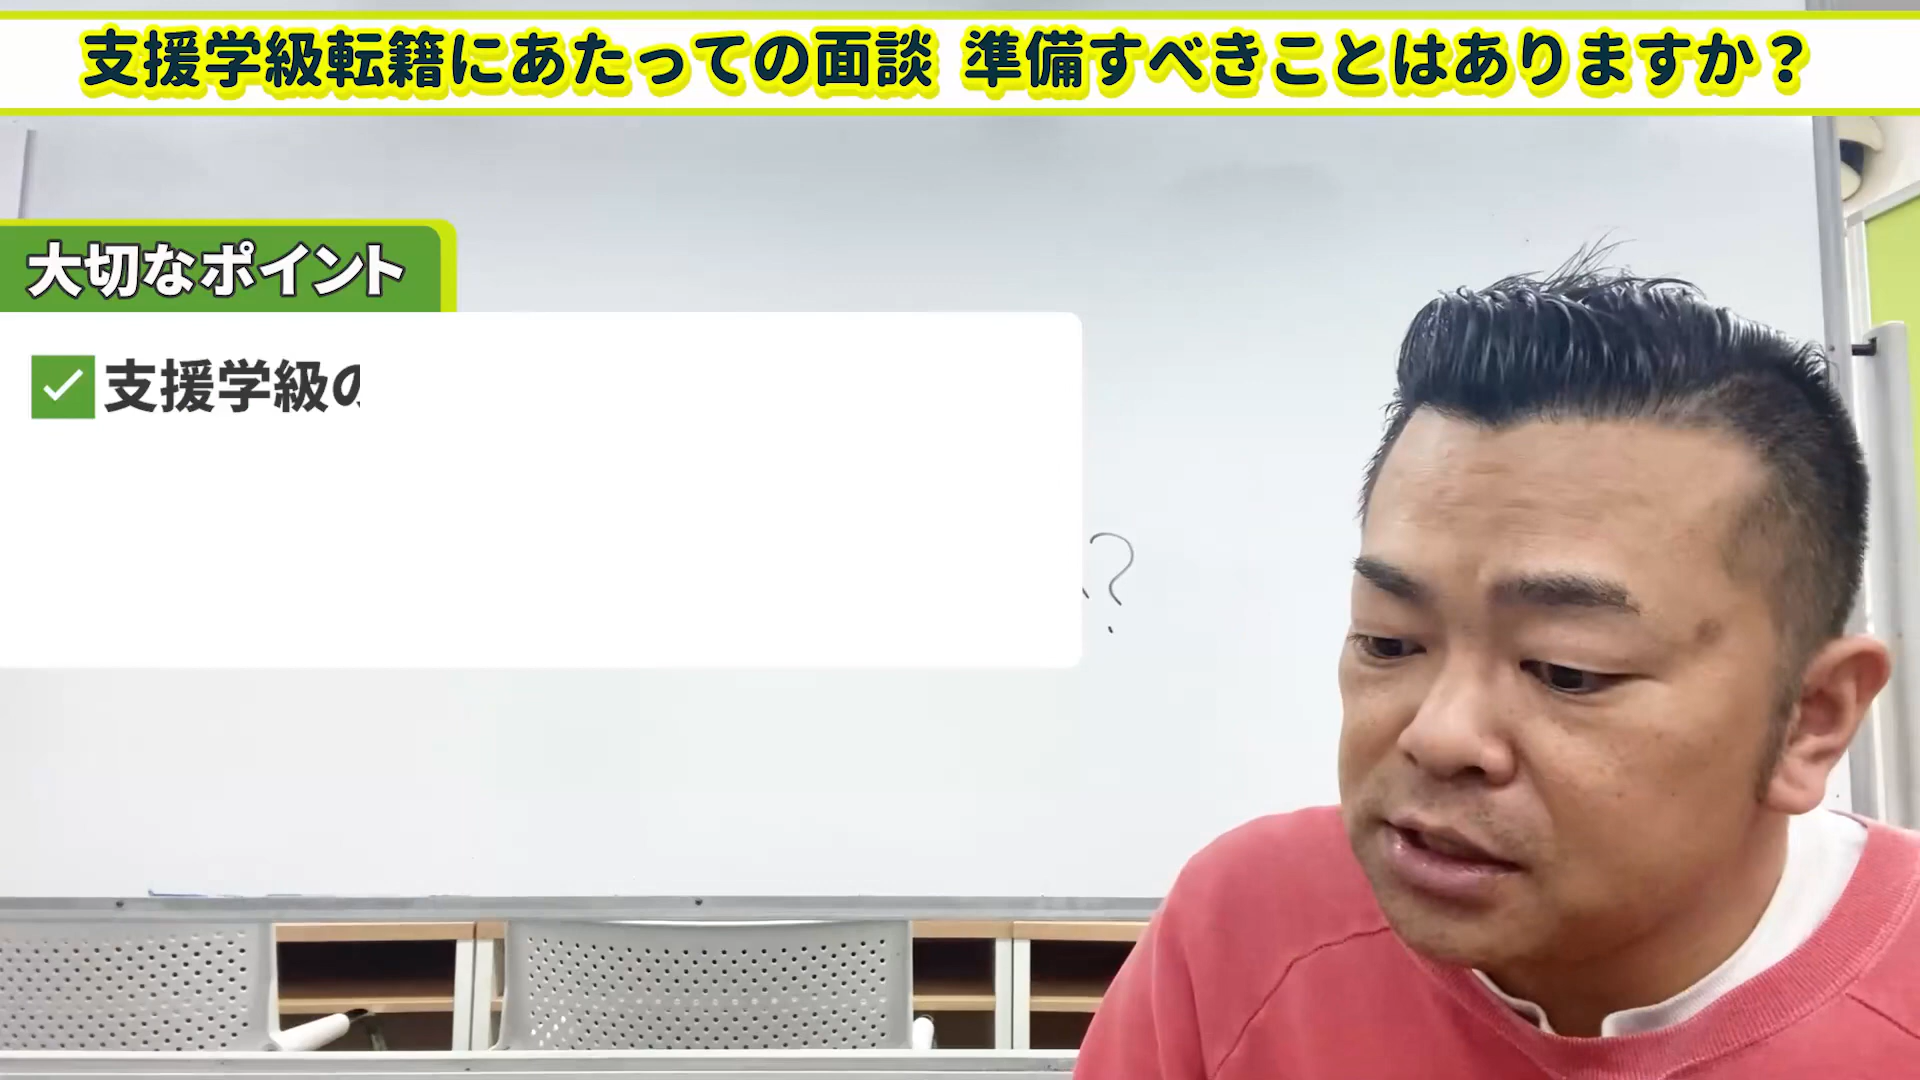 支援学級転籍にあたっての面談 準備すべきことはありますか？
大切なポイント
支援学級の
?